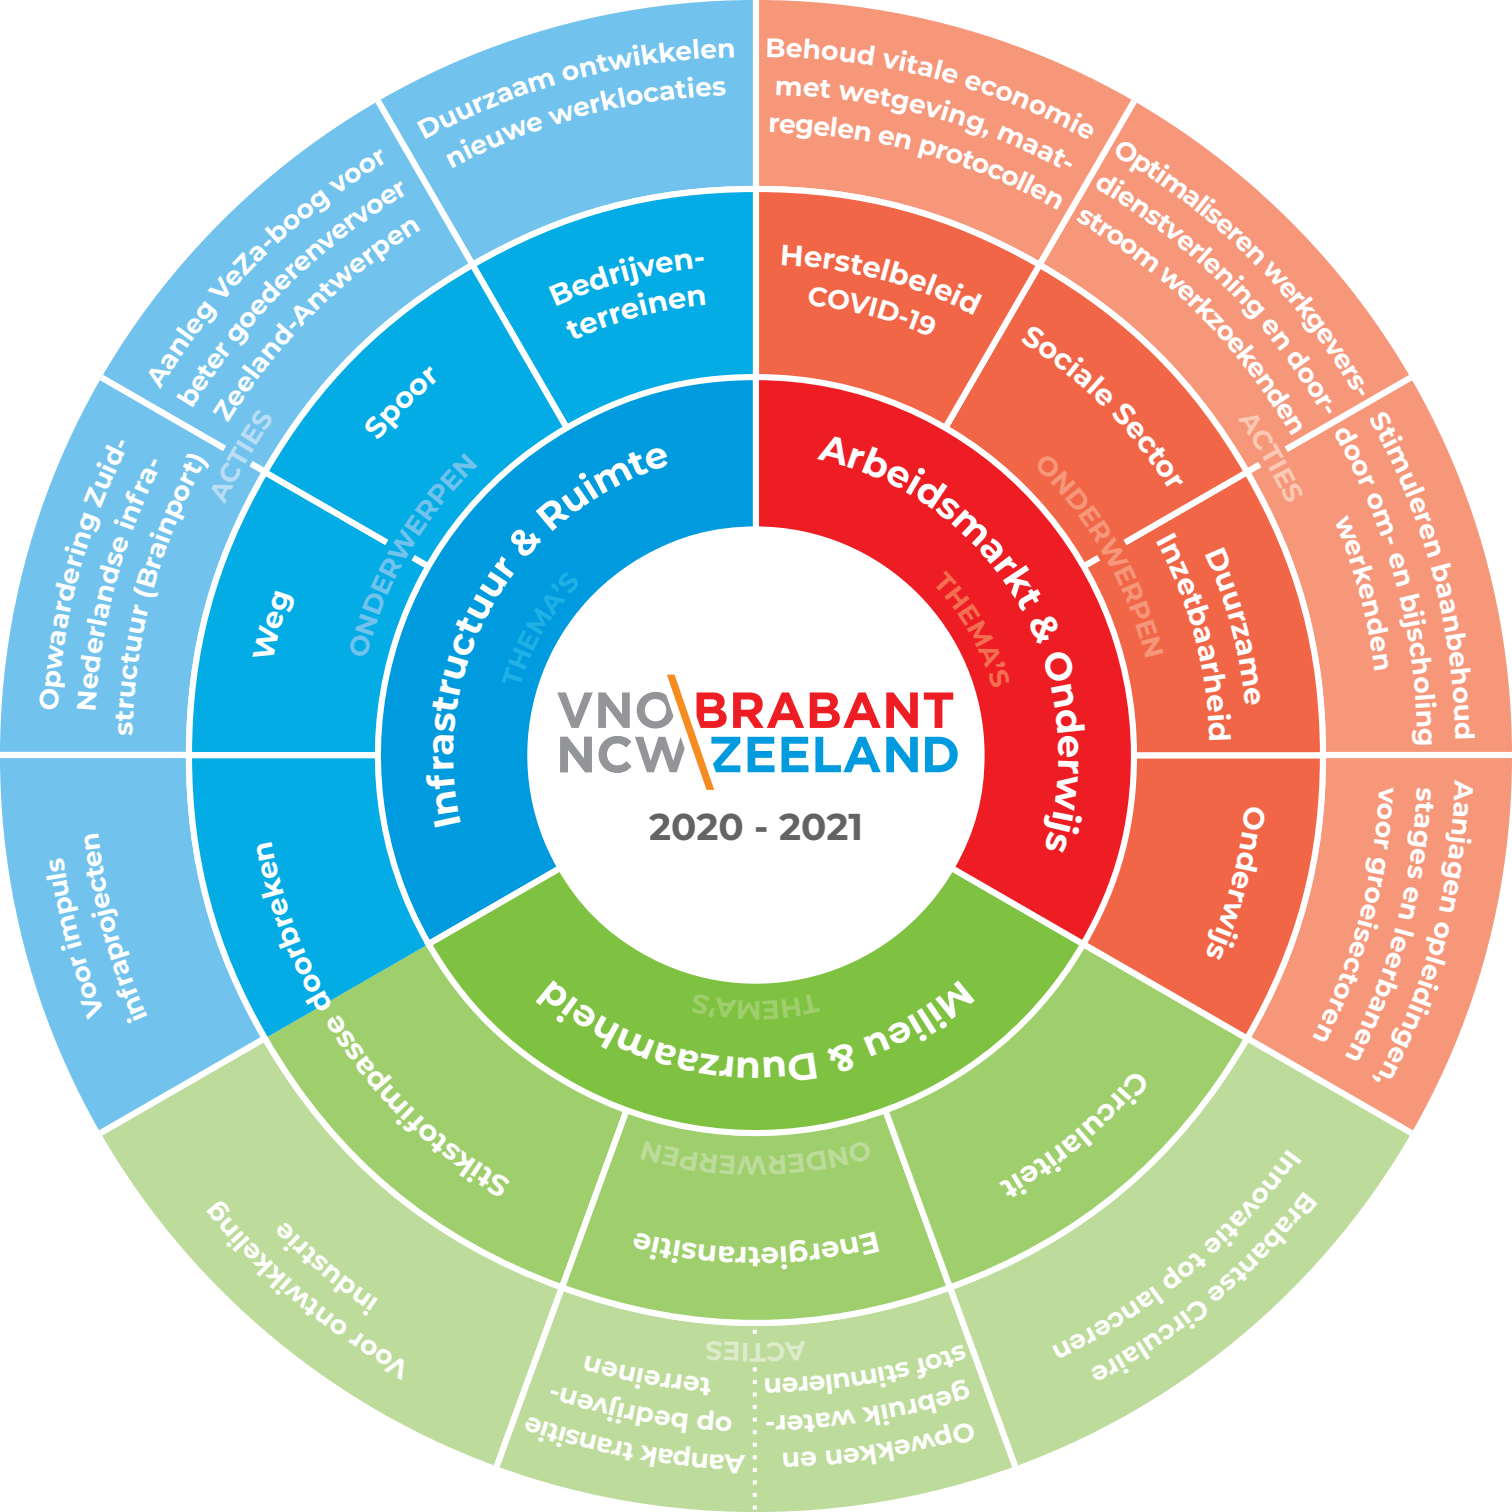 VNO
NCW
BRABANT
ZEELAND
2020 - 2021
Arbeidsmarkt & Onderwijs
THEMA'S
ONDERWERPEN
ACTIES
Herstelbeleid
COVID-19
Behoud vitale economie
met wetgeving, maat-
regelen en protocollen
Sociale Sector
Optimaliseren werkgevers-
dienstverlening en door-
stroom werkzoekenden
Duurzame
Inzetbaarheid
Stimuleren baanbehoud
door om- en bijscholing
werkenden
Onderwijs
Aanjagen opleidingen,
stages en leerbanen
voor groeisectoren
Milieu & Duurzaamheid
THEMA'S
ONDERWERPEN
ACTIES
Circulariteit
Brabantse Circulaire
Innovatie top lanceren
Energietransitie
Opwekken en
gebruik water-
stof stimuleren
Aanpak transitie
op bedrijven-
terreinen
Stikstofimpasse doorbreken
Voor ontwikkeling
industrie
Voor impuls
infraprojecten
Infrastructuur & Ruimte
THEMA'S
ONDERWERPEN
ACTIES
Weg
Opwaardering Zuid-
Nederlandse infra-
structuur (Brainport)
Spoor
Aanleg VeZa-boog voor
beter goederenvervoer
Zeeland-Antwerpen
Bedrijven-
terreinen
Duurzaam ontwikkelen
nieuwe werklocaties